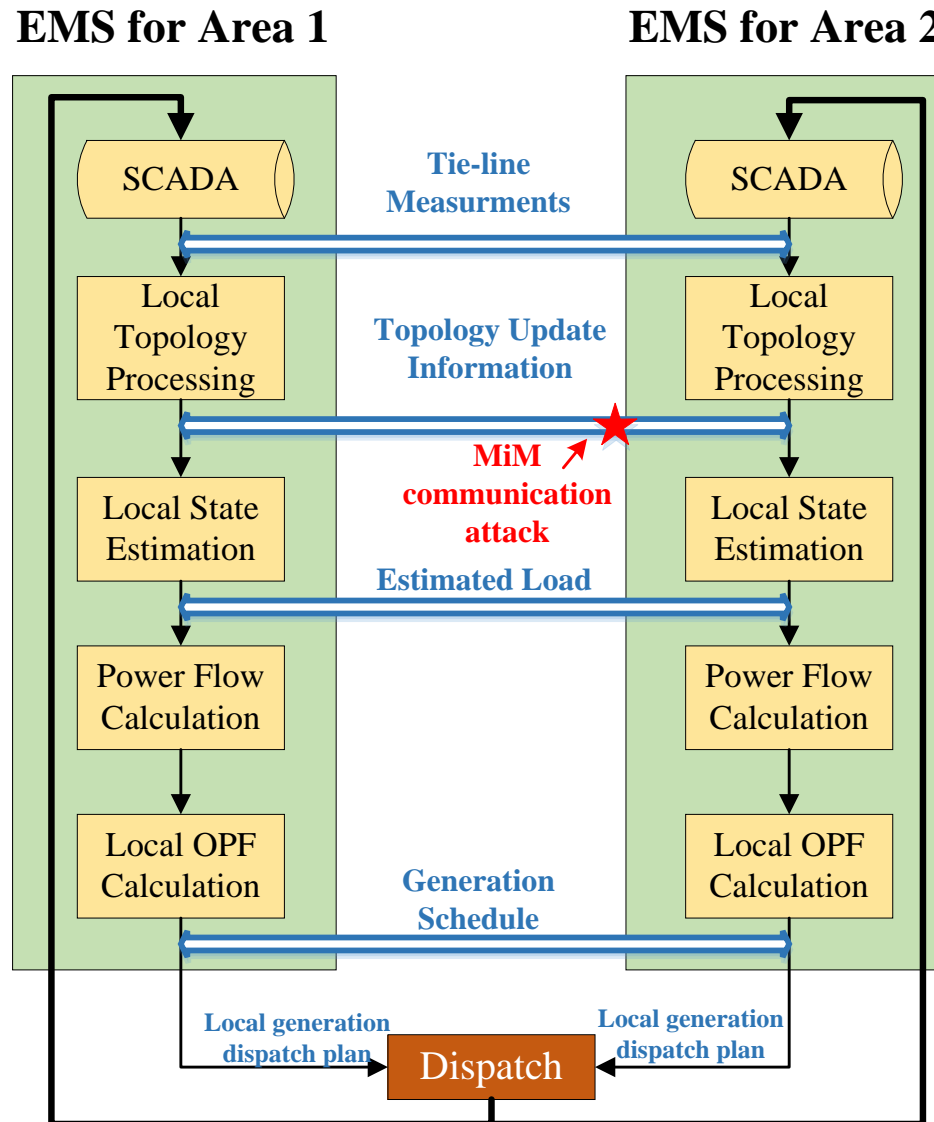 EMS for Area 1
EMS for Area 2
SCADA
Tie-line
Measurments
SCADA
Local
Topology
Processing
Topology Update
Information
Local
Topology
Processing
MiM
communication
attack
Local State
Estimation
Local State
Estimation
Estimated Load
Power Flow
Calculation
Power Flow
Calculation
Local OPF
Calculation
Local OPF
Calculation
Generation
Schedule
Local generation
dispatch plan
Local generation
dispatch plan
Dispatch